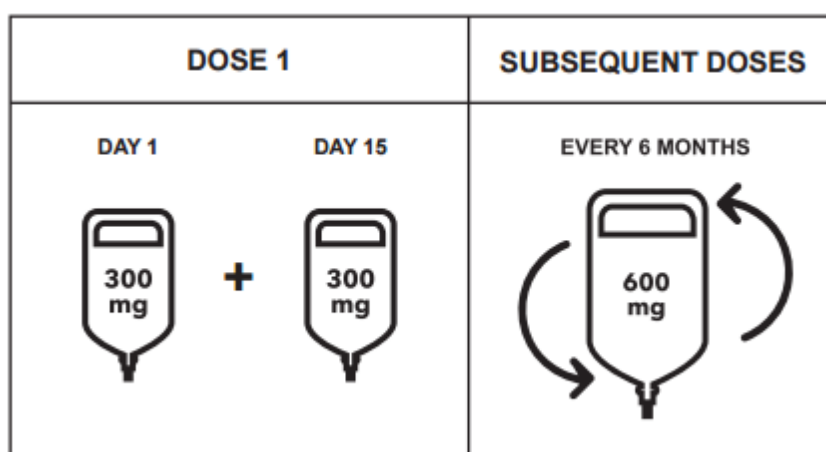 DOSE 1
SUBSEQUENT DOSES
DAY 1
DAY 15
EVERY 6 MONTHS
300
mg
+
300
mg
600
mg